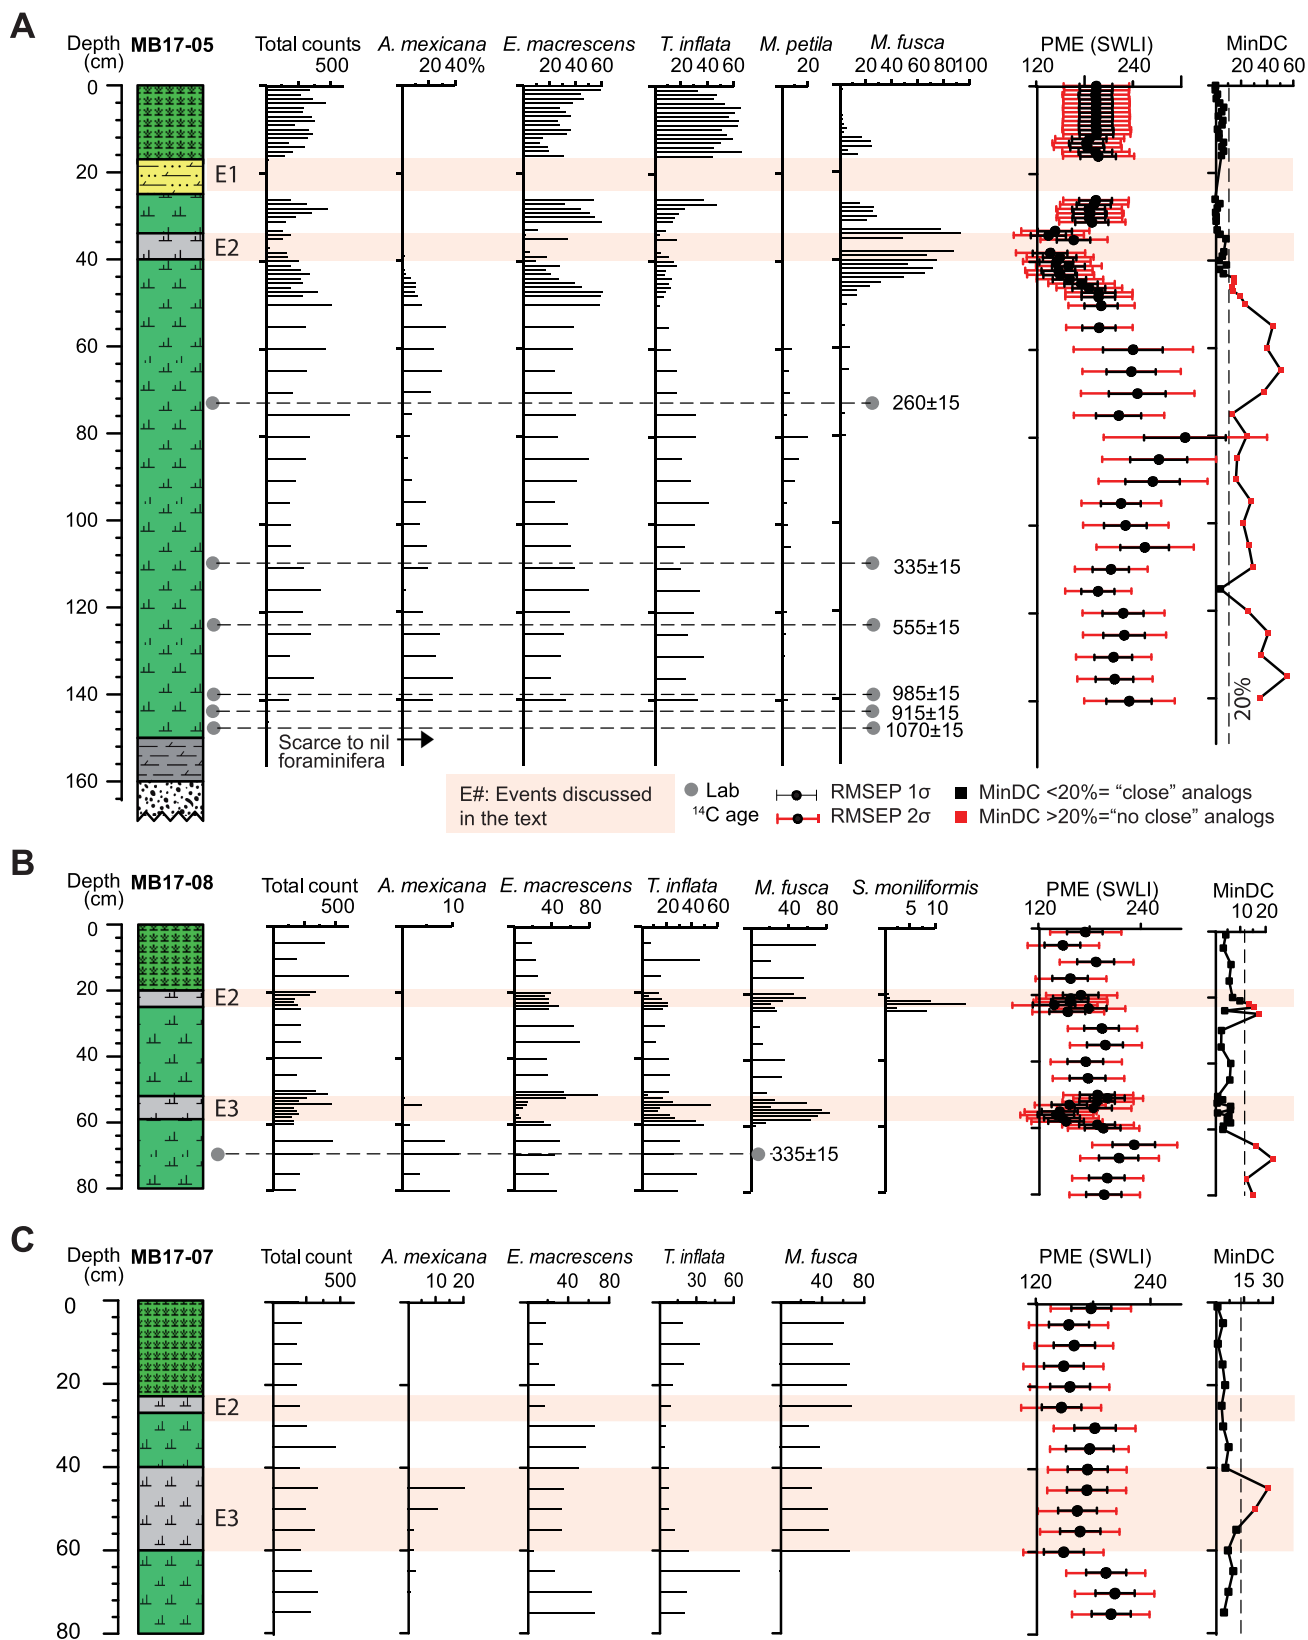 A
Depth (cm)
MB17-05
Total counts
A. mexicana
E. macrescens
T. inflata
M. petila
M. fusca
PME (SWLI)
MinDC
500
20 40%
20 40 60
20 40 60
20
20 40 60 80 100
120 240
20 40 60
0
20
40
60
80
100
120
140
160
E1
E2
260±15
335±15
555±15
985±15
915±15
1070±15
20%
Scarce to nil
foraminifera
E#: Events discussed
in the text
Lab
14C age
RMSEP 1σ
RMSEP 2σ
MinDC <20%= “close” analogs
MinDC >20%=“no close” analogs
B
Depth (cm)
MB17-08
Total count
A. mexicana
E. macrescens
T. inflata
M. fusca
S. moniliformis
PME (SWLI)
MinDC
500
10
40 80
20 40 60
40 80
5 10
120 240
10 20
0
20
40
60
80
E2
E3
335±15
C
Depth (cm)
MB17-07
Total count
A. mexicana
E. macrescens
T. inflata
M. fusca
PME (SWLI)
MinDC
500
10 20
40 80
30 60
40 80
120 240
15 30
0
20
40
60
80
E2
E3